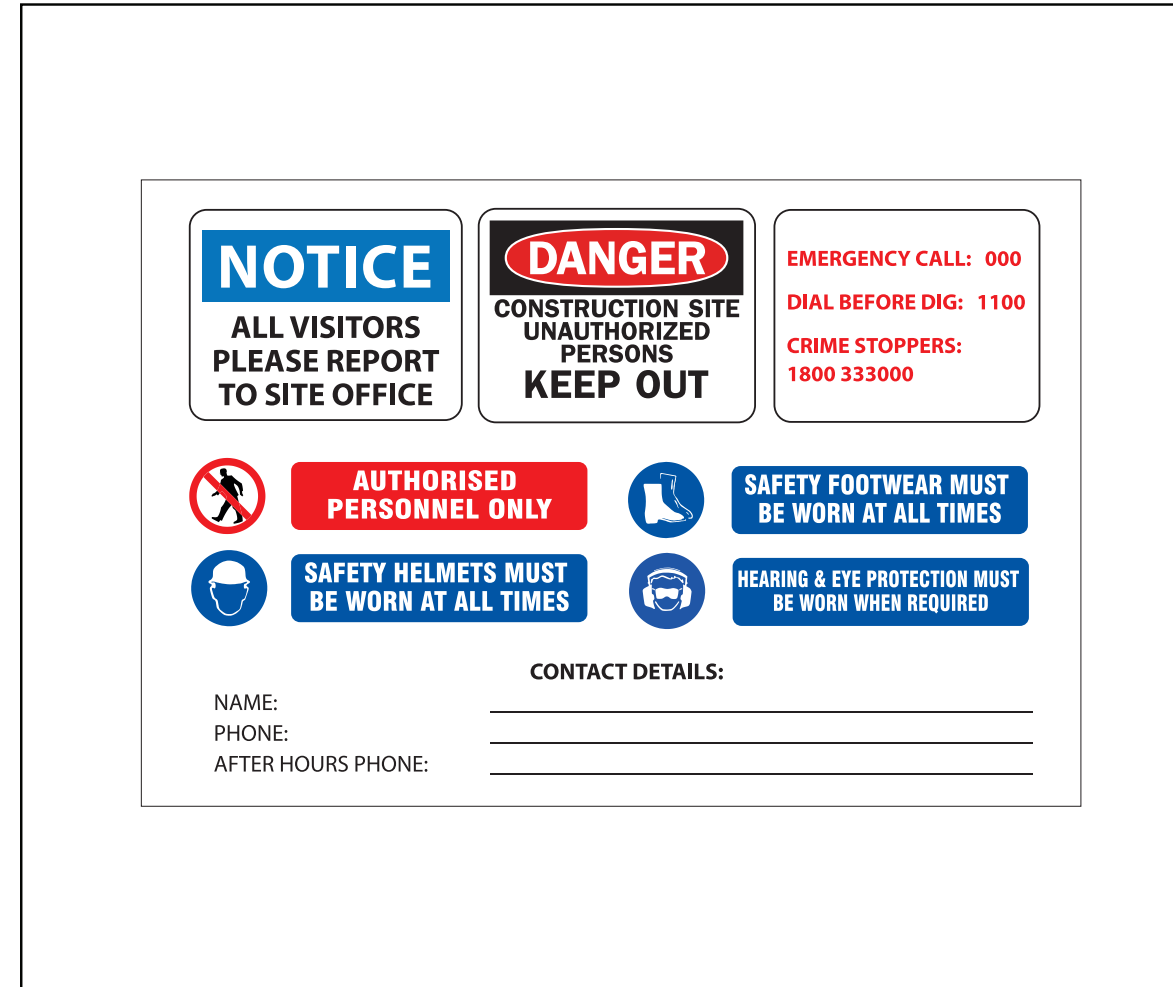 NOTICE
ALL VISITORS
PLEASE REPORT
TO SITE OFFICE
DANGER
CONSTRUCTION SITE
UNAUTHORIZED
PERSONS
KEEP OUT
EMERGENCY CALL: 000
DIAL BEFORE DIG: 1100
CRIME STOPPERS:
1800 333000
AUTHORISED
PERSONNEL ONLY
SAFETY FOOTWEAR MUST
BE WORN AT ALL TIMES
SAFETY HELMETS MUST
BE WORN AT ALL TIMES
HEARING & EYE PROTECTION MUST
BE WORN WHEN REQUIRED
CONTACT DETAILS:
NAME:
PHONE:
AFTER HOURS PHONE: